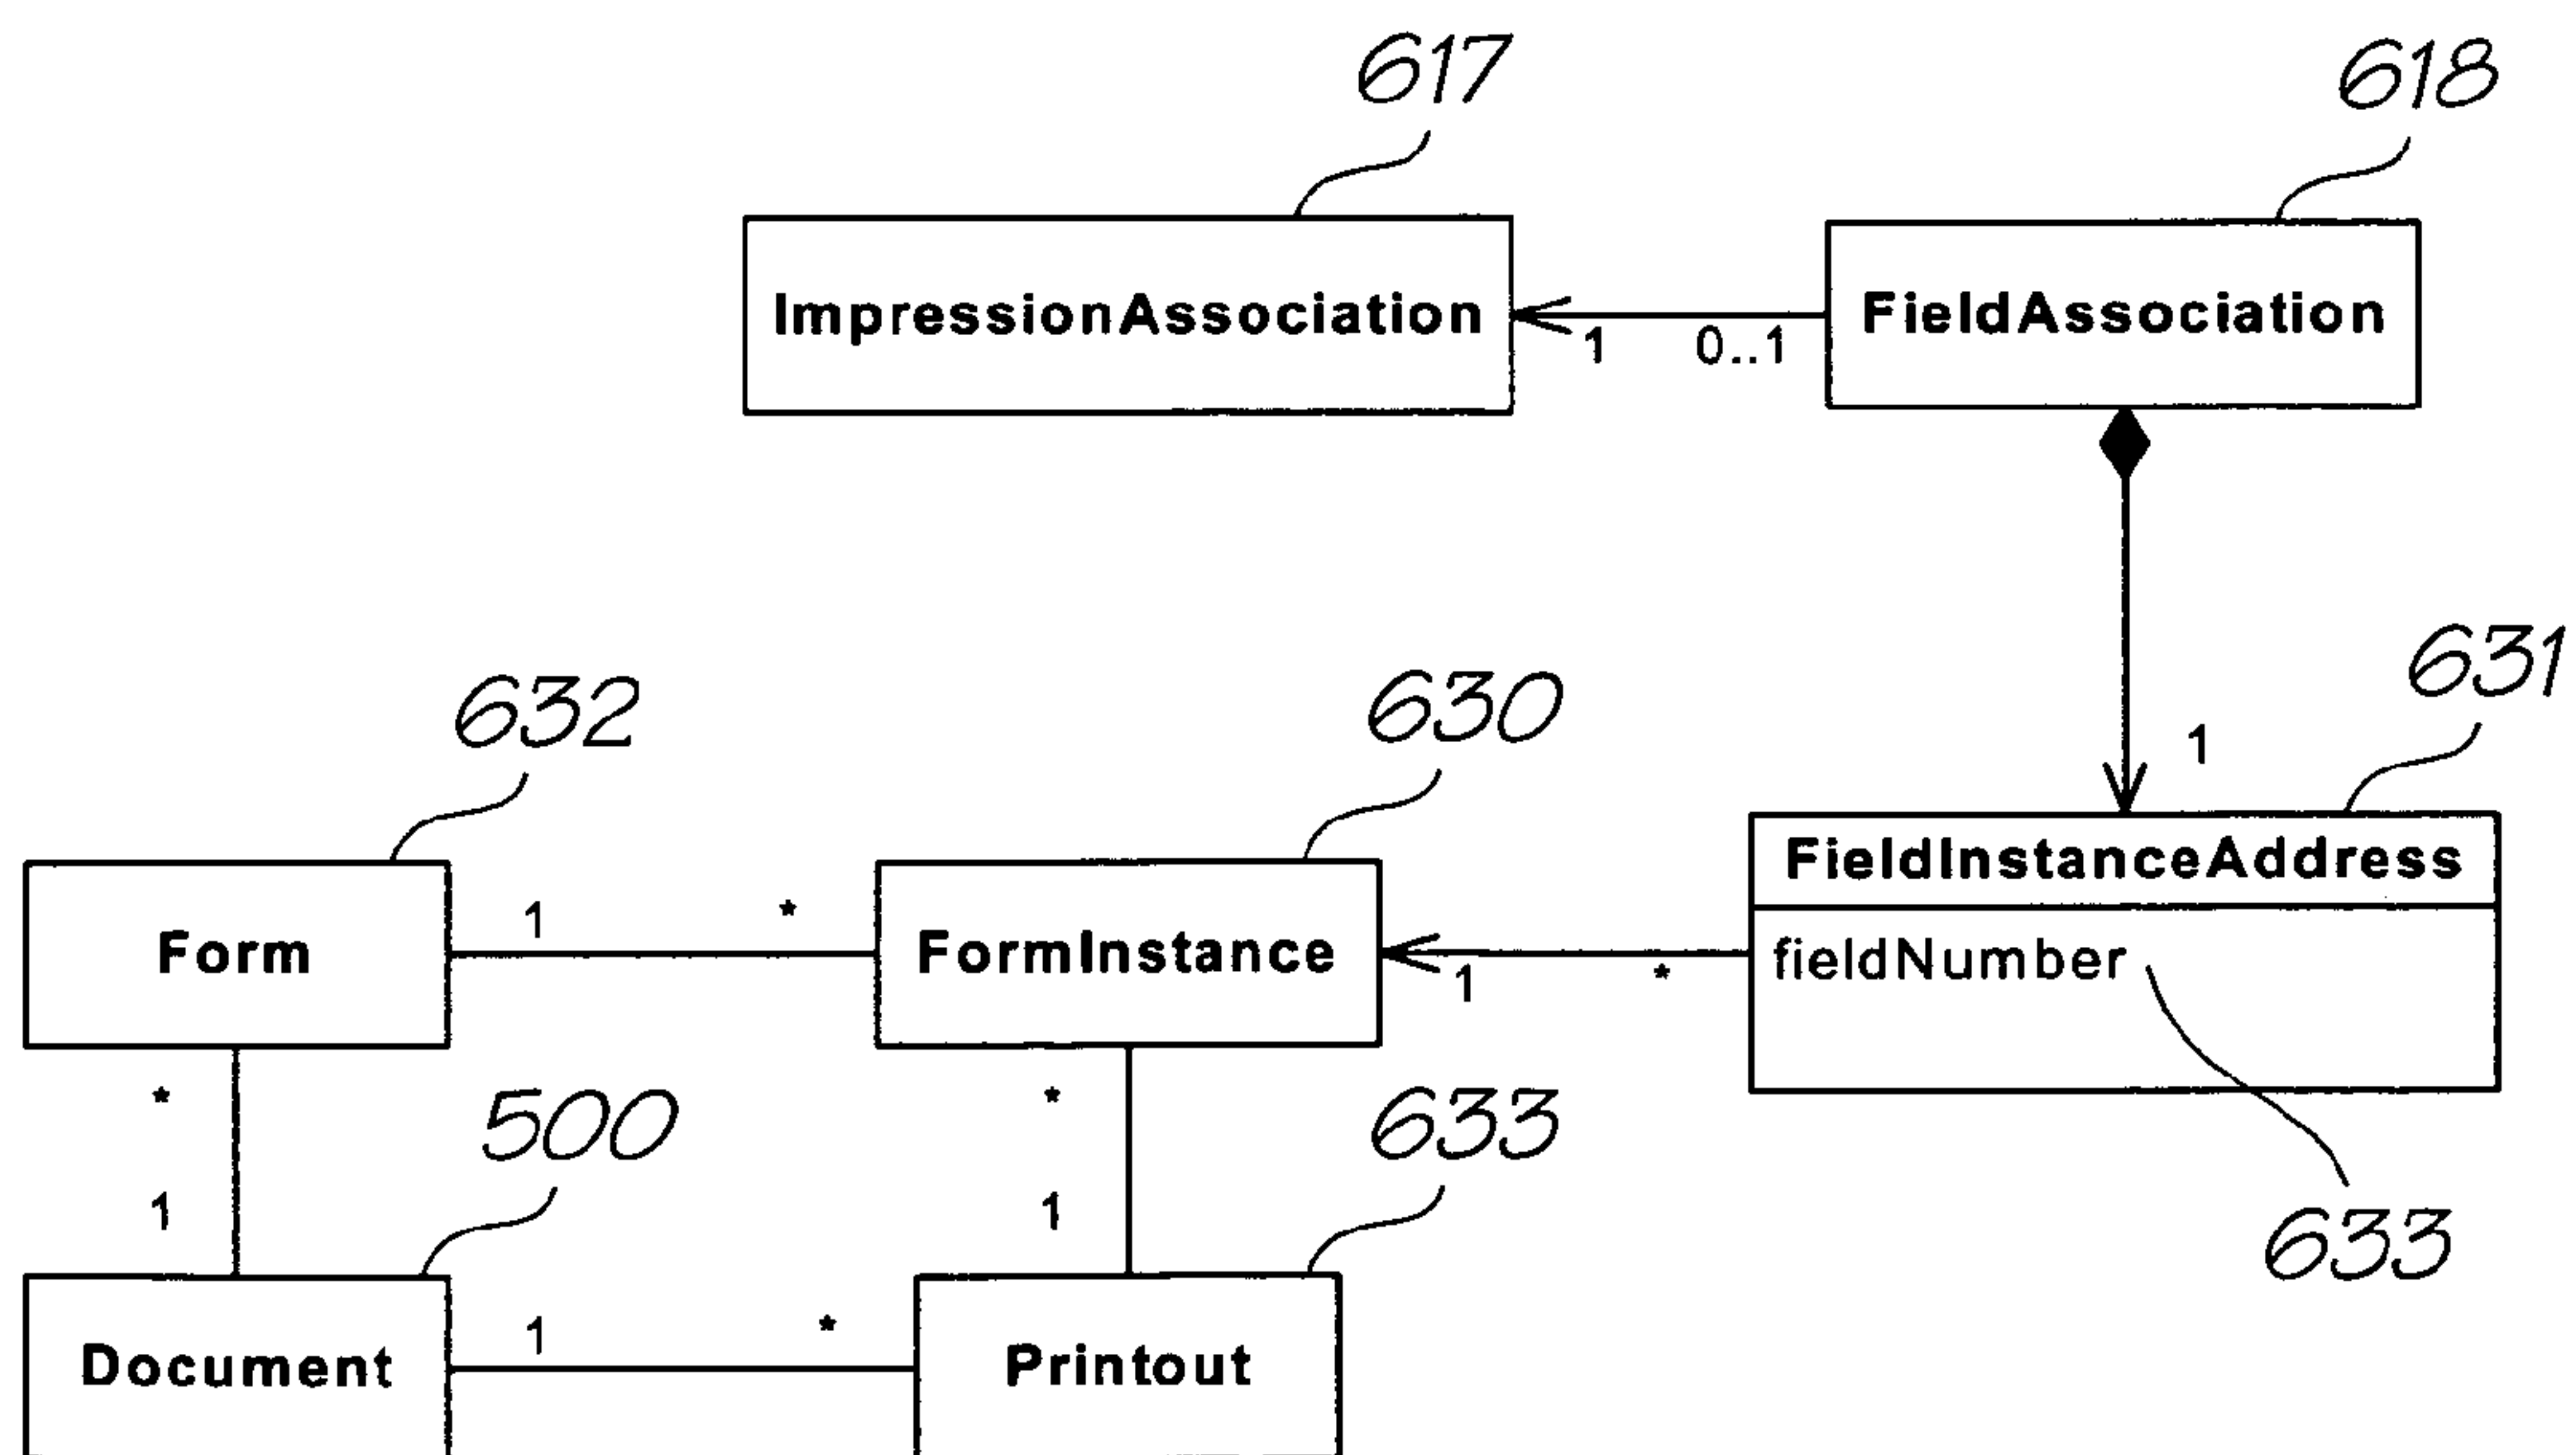 617
618
ImpressionAssociation
1
0..1
FieldAssociation
632
630
631
1
Form
1
*
FormInstance
1
*
FieldInstanceAddress
fieldNumber
*
1
500
*
1
633
633
Document
1
*
Printout